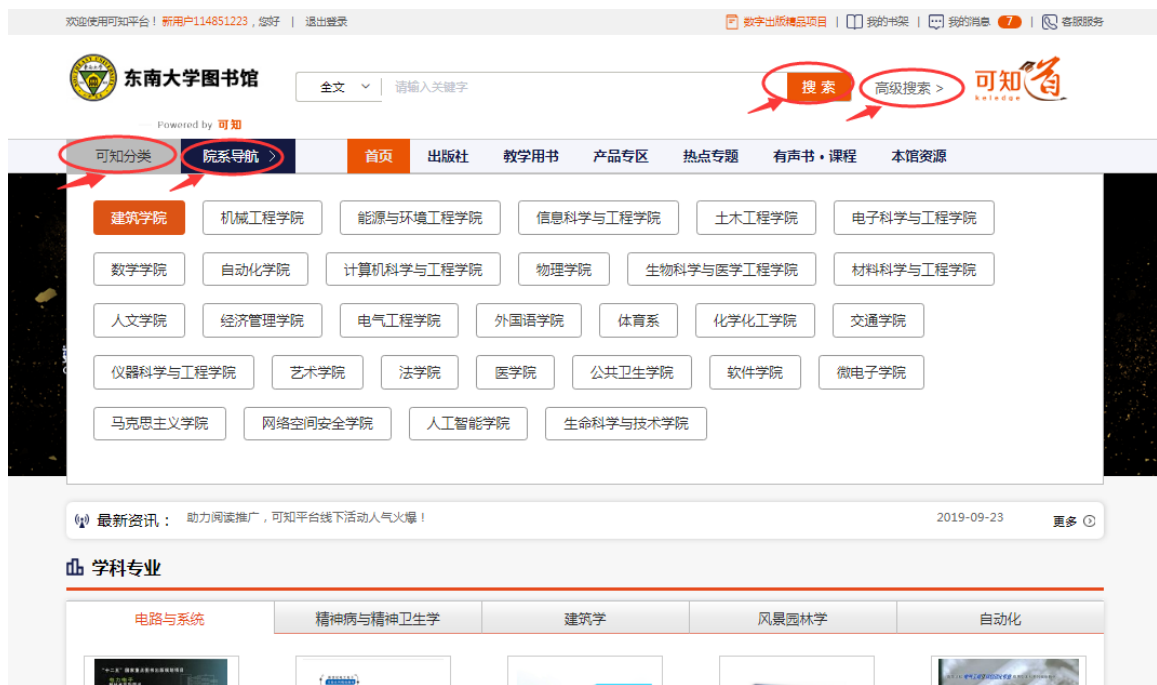 欢迎使用可知平台！新用户114851223，您好 | 退出登录
数字出版精品项目 | 我的书架 | 我的消息 7 | 客服服务
东南大学图书馆
全文 请输入关键字 搜索 高级搜索 >
可知道
keledge
Powered by 可知
可知分类 院系导航 > 首页 出版社 教学用书 产品专区 热点专题 有声书·课程 本馆资源
建筑学院 机械工程学院 能源与环境工程学院 信息科学与工程学院 土木工程学院 电子科学与工程学院
数学学院 自动化学院 计算机科学与工程学院 物理学院 生物科学与医学工程学院 材料科学与工程学院
人文学院 经济管理学院 电气工程学院 外国语学院 体育系 化学化工学院 交通学院
仪器科学与工程学院 艺术学院 法学院 医学院 公共卫生学院 软件学院 微电子学院
马克思主义学院 网络空间安全学院 人工智能学院 生命科学与技术学院
最新资讯： 助力阅读推广，可知平台线下活动人气火爆！ 2019-09-23 更多
学科专业
电路与系统 精神病与精神卫生学 建筑学 风景园林学 自动化
"十二五"国家重点图书出版规划项目